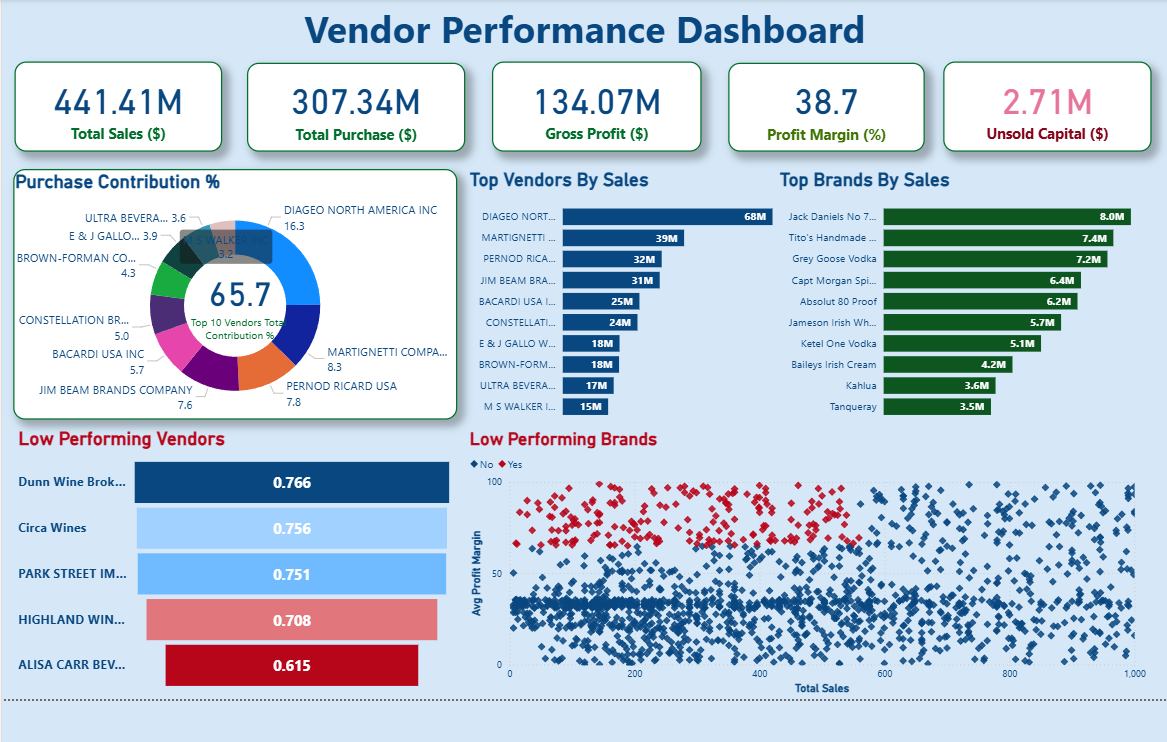 Vendor Performance Dashboard
441.41M
Total Sales ($)
307.34M
Total Purchase ($)
134.07M
Gross Profit ($)
38.7
Profit Margin (%)
2.71M
Unsold Capital ($)
Purchase Contribution %
DIAGEO NORTH AMERICA INC
16.3
MARTIGNETTI COMPA...
8.3
PERNOD RICARD USA
7.8
JIM BEAM BRANDS COMPANY
7.6
BACARDI USA INC
5.7
CONSTELLATION BR...
5.0
BROWN-FORMAN CO...
4.3
E & J GALLO... 3.9
ULTRA BEVERA... 3.6
M S WALKER INC
3.2
65.7
Top 10 Vendors Total
Contribution %
Top Vendors By Sales
DIAGEO NORT... 68M
MARTIGNETTI ... 39M
PERNOD RICA... 32M
JIM BEAM BRA... 31M
BACARDI USA I... 25M
CONSTELLATI... 24M
E & J GALLO W... 18M
BROWN-FORM... 18M
ULTRA BEVERA... 17M
M S WALKER I... 15M
Top Brands By Sales
Jack Daniels No 7... 8.0M
Tito's Handmade ... 7.4M
Grey Goose Vodka 7.2M
Capt Morgan Spi... 6.4M
Absolut 80 Proof 6.2M
Jameson Irish Wh... 5.7M
Ketel One Vodka 5.1M
Baileys Irish Cream 4.2M
Kahlua 3.6M
Tanqueray 3.5M
Low Performing Vendors
Dunn Wine Brok... 0.766
Circa Wines 0.756
PARK STREET IM... 0.751
HIGHLAND WIN... 0.708
ALISA CARR BEV... 0.615
Low Performing Brands
No Yes
Avg Profit Margin
100
50
0
0 200 400 600 800 1,000
Total Sales